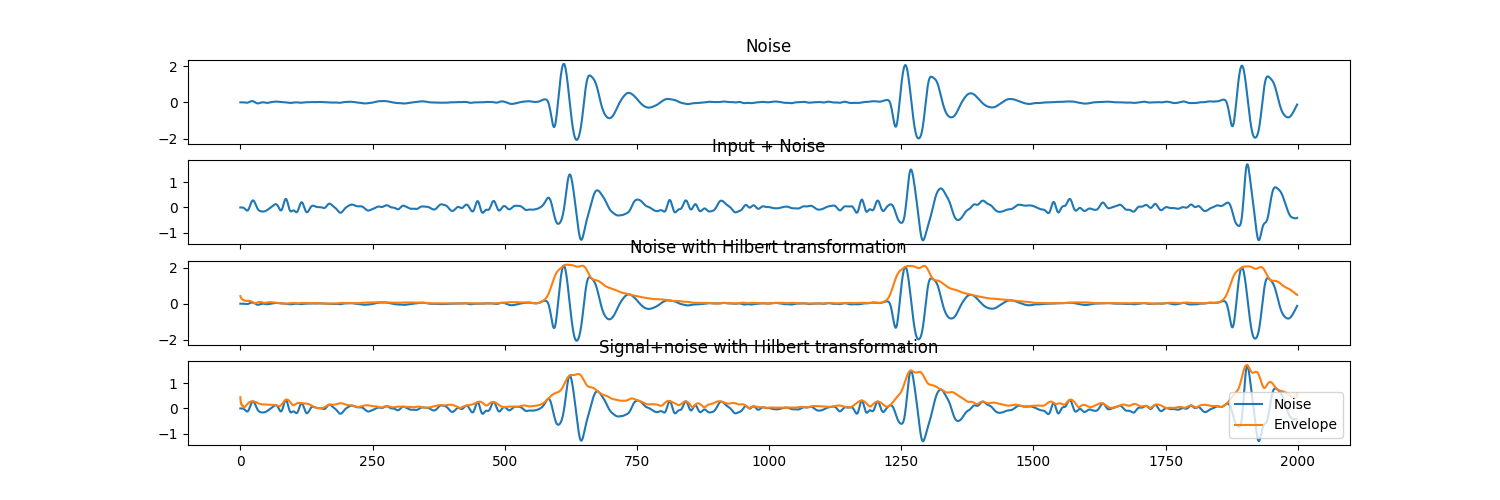 Noise
2
0
−2
Input + Noise
1
0
−1
Noise with Hilbert transformation
2
0
−2
Signal+noise with Hilbert transformation
1
0
−1
Noise
Envelope
0 250 500 750 1000 1250 1500 1750 2000